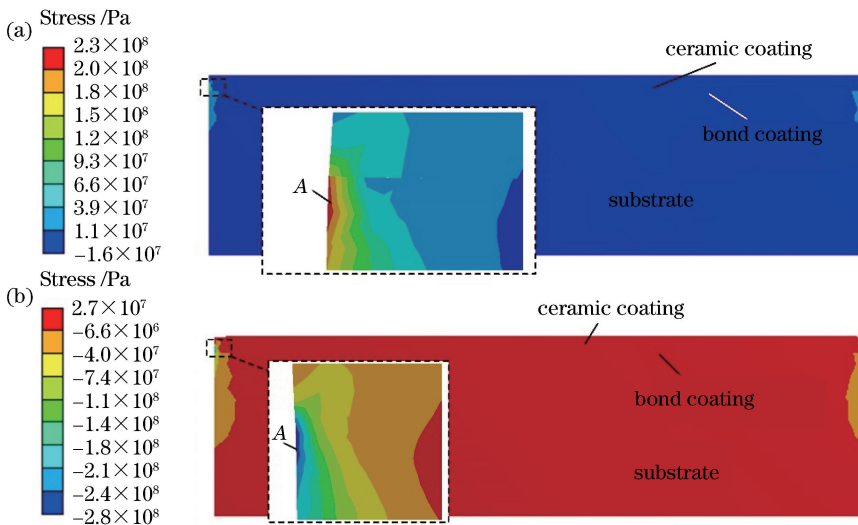 (a)
Stress /Pa
2.3×10⁸
2.0×10⁸
1.8×10⁸
1.5×10⁸
1.2×10⁸
9.3×10⁷
6.6×10⁷
3.9×10⁷
1.1×10⁷
−1.6×10⁷
ceramic coating
bond coating
substrate
A
(b)
Stress /Pa
2.7×10⁷
−6.6×10⁶
−4.0×10⁷
−7.4×10⁷
−1.1×10⁸
−1.4×10⁸
−1.8×10⁸
−2.1×10⁸
−2.4×10⁸
−2.8×10⁸
ceramic coating
bond coating
substrate
A